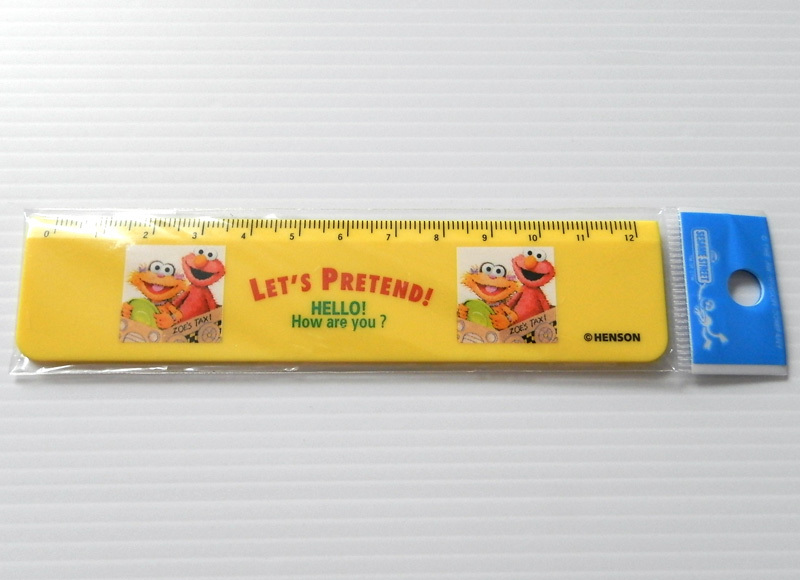 0 1 2 3 4 5 6 7 8 9 10 11 12
LET'S PRETEND!
HELLO!
How are you ?
ZOE'S TAXI
ZOE'S TAXI
©HENSON
SESAME STREET